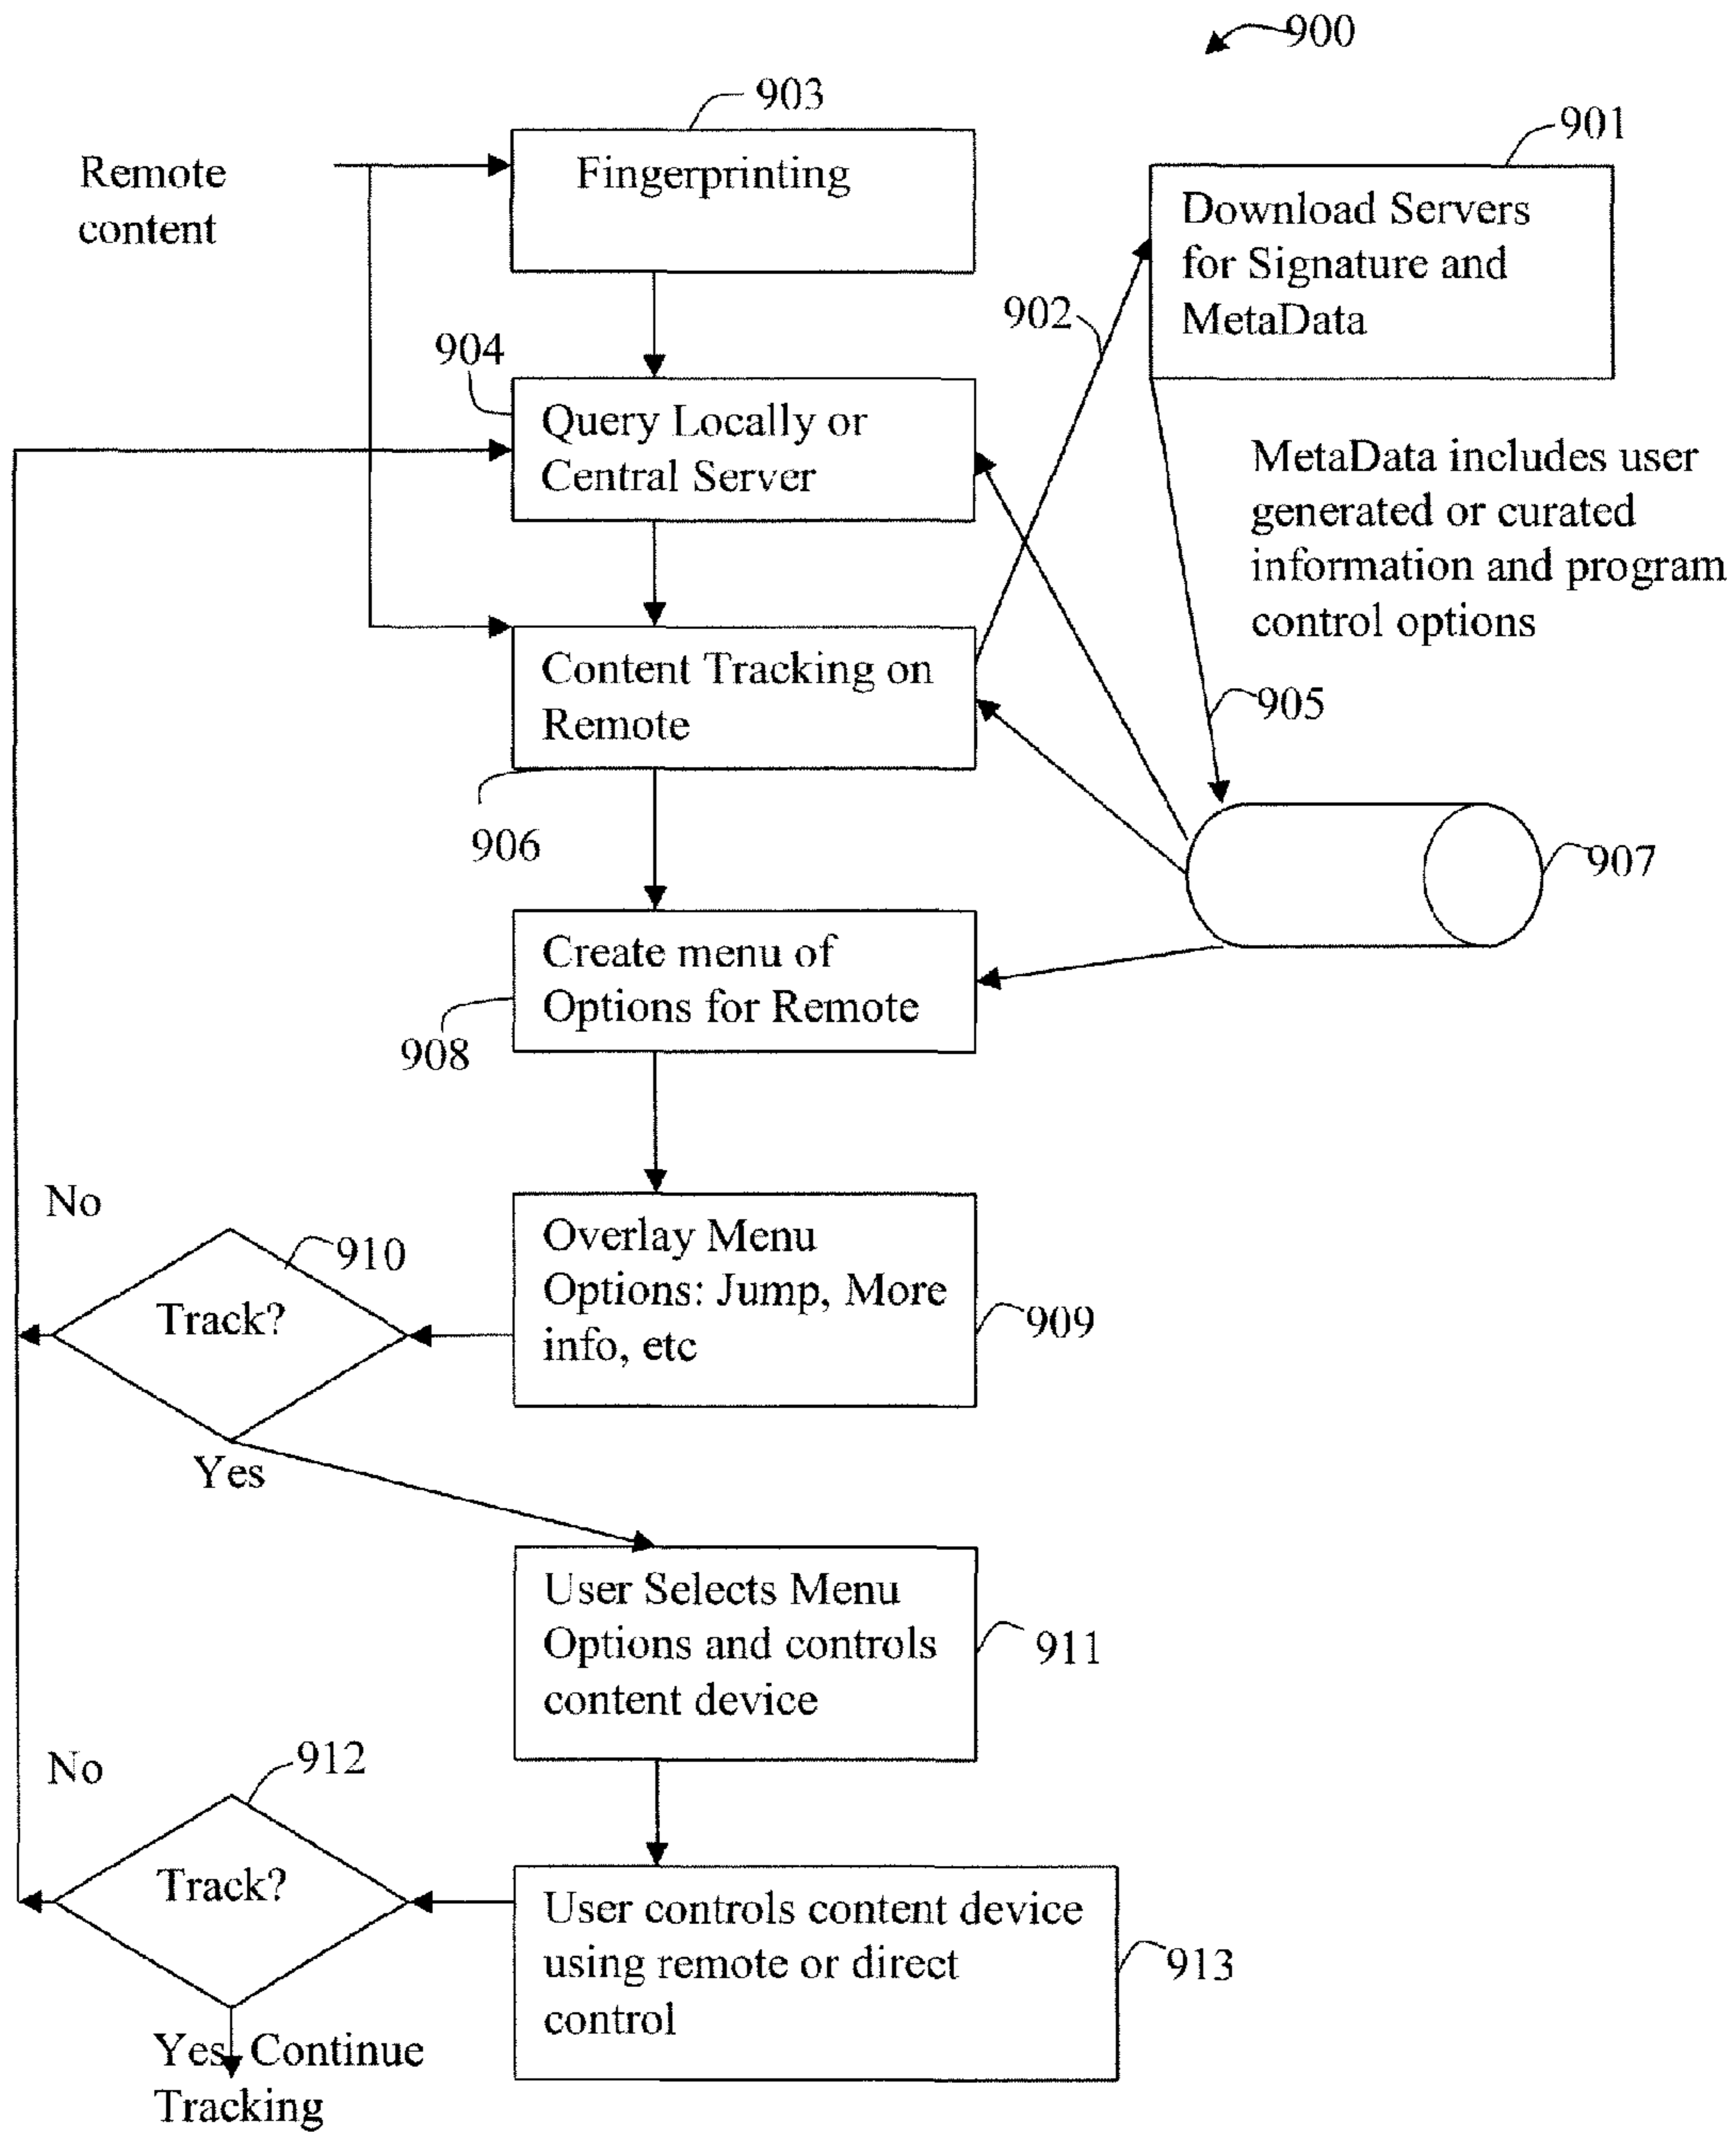 900
903
901
Remote
content
Fingerprinting
Download Servers
for Signature and
MetaData
902
904
Query Locally or
Central Server
MetaData includes user
generated or curated
information and program
control options
Content Tracking on
Remote
905
906
907
Create menu of
Options for Remote
908
No
910
Track?
Overlay Menu
Options: Jump, More
info, etc
909
Yes
User Selects Menu
Options and controls
content device
911
No
912
Track?
User controls content device
using remote or direct
control
913
Yes, Continue
Tracking